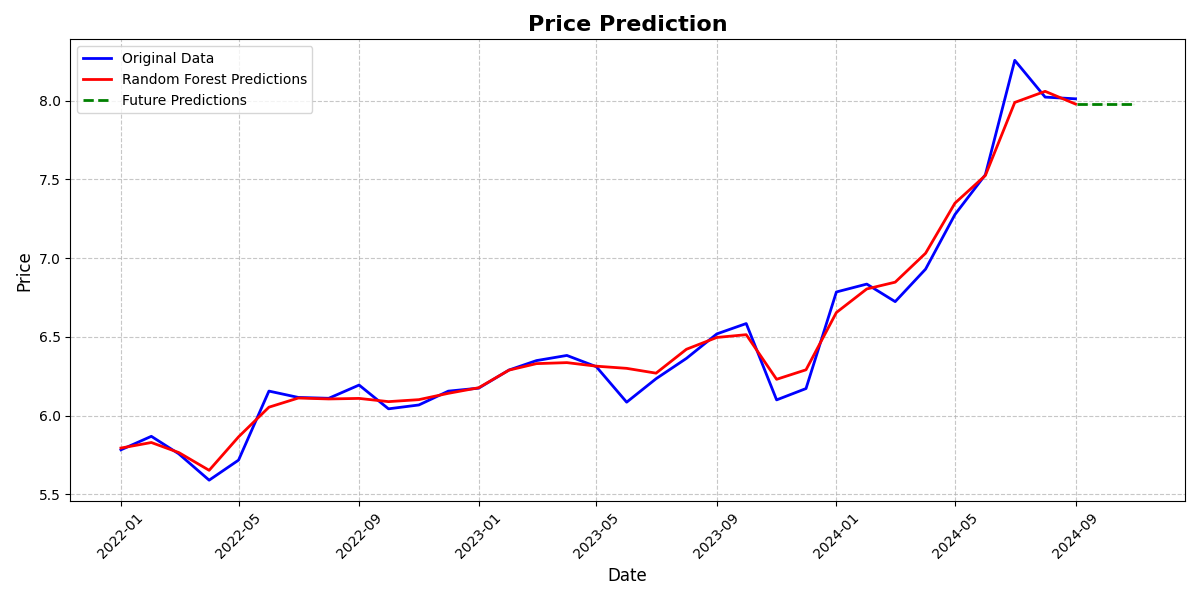 Price Prediction
Original Data
Random Forest Predictions
Future Predictions
Price
8.0
7.5
7.0
6.5
6.0
5.5
2022-01
2022-05
2022-09
2023-01
2023-05
2023-09
2024-01
2024-05
2024-09
Date